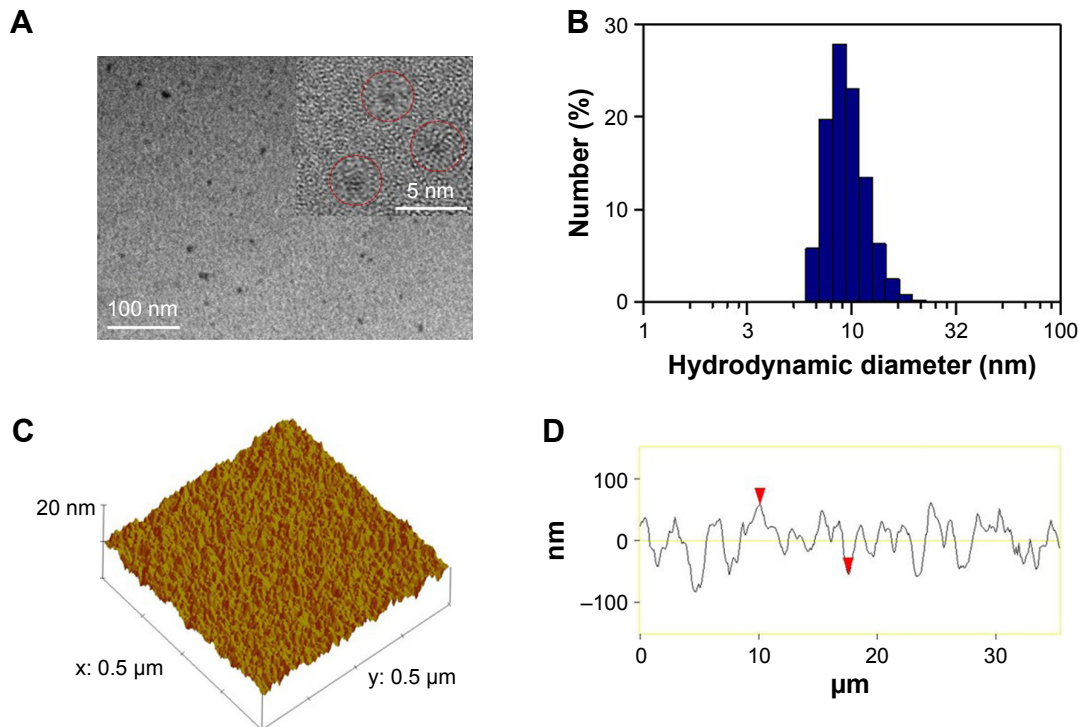 A
5 nm
100 nm
B
30
20
10
0
Number (%)
1
3
10
32
100
Hydrodynamic diameter (nm)
C
20 nm
x: 0.5 µm
y: 0.5 µm
D
100
0
–100
nm
0
10
20
30
µm